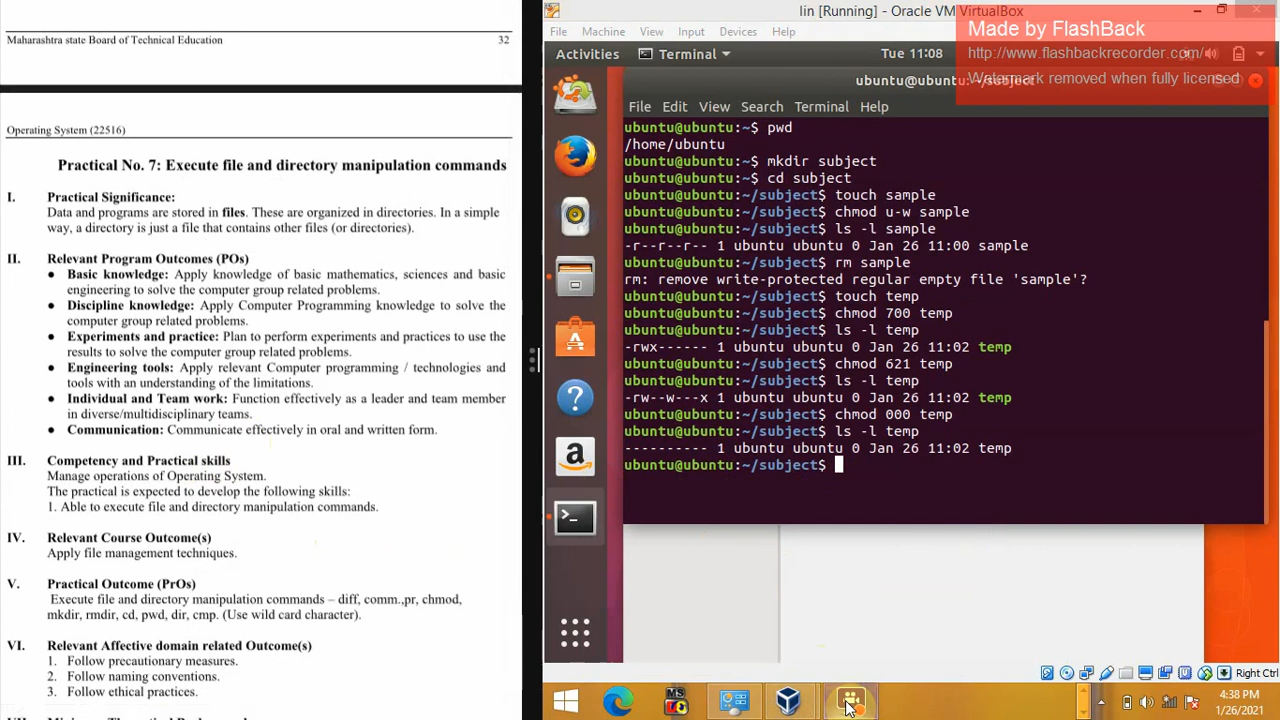 Maharashtra state Board of Technical Education 32
Operating System (22516)
Practical No. 7: Execute file and directory manipulation commands
I. Practical Significance:
Data and programs are stored in files. These are organized in directories. In a simple
way, a directory is just a file that contains other files (or directories).
II. Relevant Program Outcomes (POs)
● Basic knowledge: Apply knowledge of basic mathematics, sciences and basic
engineering to solve the computer group related problems.
● Discipline knowledge: Apply Computer Programming knowledge to solve the
computer group related problems.
● Experiments and practice: Plan to perform experiments and practices to use the
results to solve the computer group related problems.
● Engineering tools: Apply relevant Computer programming / technologies and
tools with an understanding of the limitations.
● Individual and Team work: Function effectively as a leader and team member
in diverse/multidisciplinary teams.
● Communication: Communicate effectively in oral and written form.
III. Competency and Practical skills
Manage operations of Operating System.
The practical is expected to develop the following skills:
1. Able to execute file and directory manipulation commands.
IV. Relevant Course Outcome(s)
Apply file management techniques.
V. Practical Outcome (PrOs)
Execute file and directory manipulation commands – diff, comm.,pr, chmod,
mkdir, rmdir, cd, pwd, dir, cmp. (Use wild card character).
VI. Relevant Affective domain related Outcome(s)
1. Follow precautionary measures.
2. Follow naming conventions.
3. Follow ethical practices.
lin [Running] - Oracle VM VirtualBox
Made by FlashBack
http://www.flashbackrecorder.com/
Watermark removed when fully licensed
File Machine View Input Devices Help
Activities Terminal Tue 11:08
ubuntu@ubuntu: ~/subject
File Edit View Search Terminal Help
ubuntu@ubuntu:~$ pwd
/home/ubuntu
ubuntu@ubuntu:~$ mkdir subject
ubuntu@ubuntu:~$ cd subject
ubuntu@ubuntu:~/subject$ touch sample
ubuntu@ubuntu:~/subject$ chmod u-w sample
ubuntu@ubuntu:~/subject$ ls -l sample
-r--r--r-- 1 ubuntu ubuntu 0 Jan 26 11:00 sample
ubuntu@ubuntu:~/subject$ rm sample
rm: remove write-protected regular empty file 'sample'?
ubuntu@ubuntu:~/subject$ touch temp
ubuntu@ubuntu:~/subject$ chmod 700 temp
ubuntu@ubuntu:~/subject$ ls -l temp
-rwx------ 1 ubuntu ubuntu 0 Jan 26 11:02 temp
ubuntu@ubuntu:~/subject$ chmod 621 temp
ubuntu@ubuntu:~/subject$ ls -l temp
-rw--w---x 1 ubuntu ubuntu 0 Jan 26 11:02 temp
ubuntu@ubuntu:~/subject$ chmod 000 temp
ubuntu@ubuntu:~/subject$ ls -l temp
---------- 1 ubuntu ubuntu 0 Jan 26 11:02 temp
ubuntu@ubuntu:~/subject$
Right Ctrl
MS
4:38 PM
1/26/2021